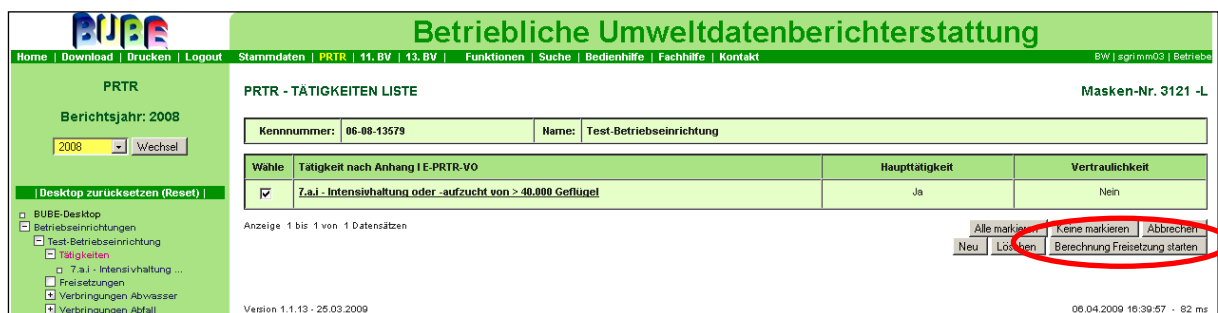 BUBE
Betriebliche Umweltdatenberichterstattung
Home | Download | Drucken | Logout
Stammdaten | PRTR | 11. BV | 13. BV | Funktionen | Suche | Bedienhilfe | Fachhilfe | Kontakt
BW | sgrimm03 | Betriebe
PRTR
Berichtsjahr: 2008
2008 Wechsel
| Desktop zurücksetzen (Reset) |
BUBE-Desktop
Betriebseinrichtungen
Test-Betriebseinrichtung
Tätigkeiten
7.a.i - Intensivhaltung ...
Freisetzungen
Verbringungen Abwasser
Verbringungen Abfall
PRTR - TÄTIGKEITEN LISTE
Masken-Nr. 3121 -L
Kennnummer: 06-08-13579 Name: Test-Betriebseinrichtung
Wähle Tätigkeit nach Anhang I E-PRTR-VO Haupttätigkeit Vertraulichkeit
7.a.i - Intensivhaltung oder -aufzucht von > 40.000 Geflügel Ja Nein
Anzeige 1 bis 1 von 1 Datensätzen
Alle markieren Keine markieren Abbrechen
Neu Löschen Berechnung Freisetzung starten
Version 1.1.13 - 25.03.2009
06.04.2009 16:39:57 - 82 ms